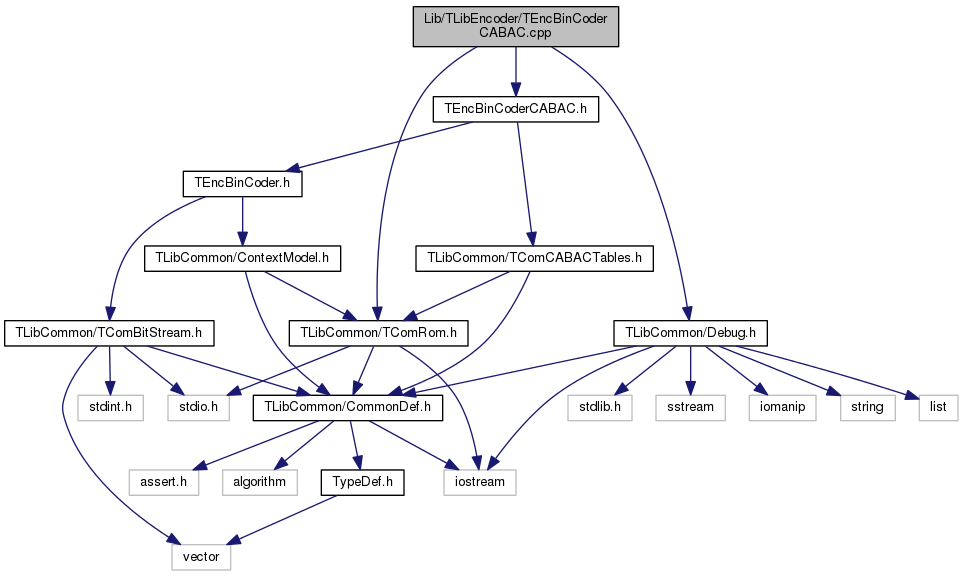 Lib/TLibEncoder/TEncBinCoder
CABAC.cpp
TEncBinCoderCABAC.h
TEncBinCoder.h
TLibCommon/ContextModel.h
TLibCommon/TComCABACTables.h
TLibCommon/TComBitStream.h
TLibCommon/TComRom.h
TLibCommon/Debug.h
stdint.h
stdio.h
TLibCommon/CommonDef.h
stdlib.h
sstream
iomanip
string
list
assert.h
algorithm
TypeDef.h
iostream
vector